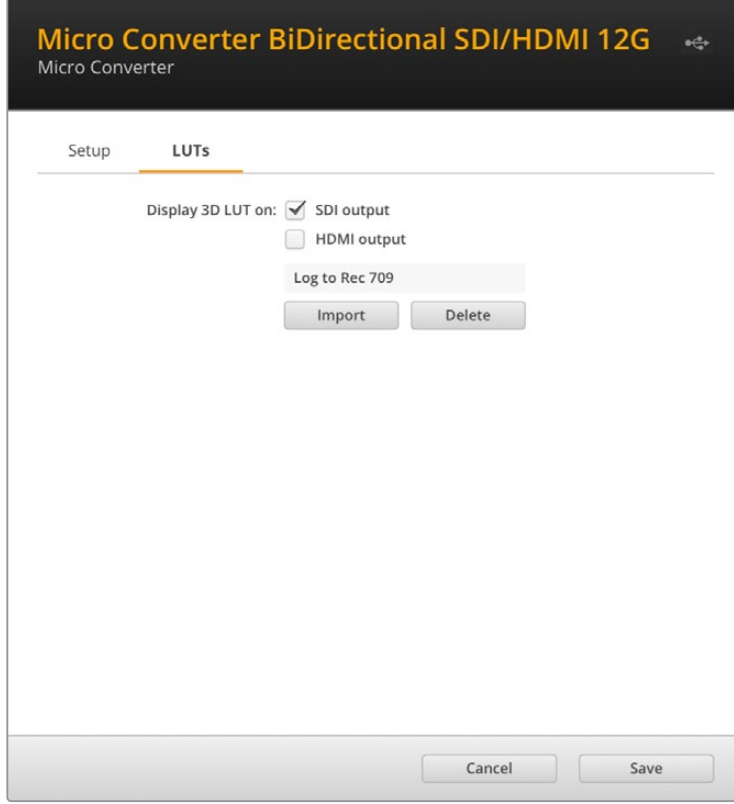 Micro Converter BiDirectional SDI/HDMI 12G
Micro Converter
Setup LUTs
Display 3D LUT on: SDI output
HDMI output
Log to Rec 709
Import Delete
Cancel Save